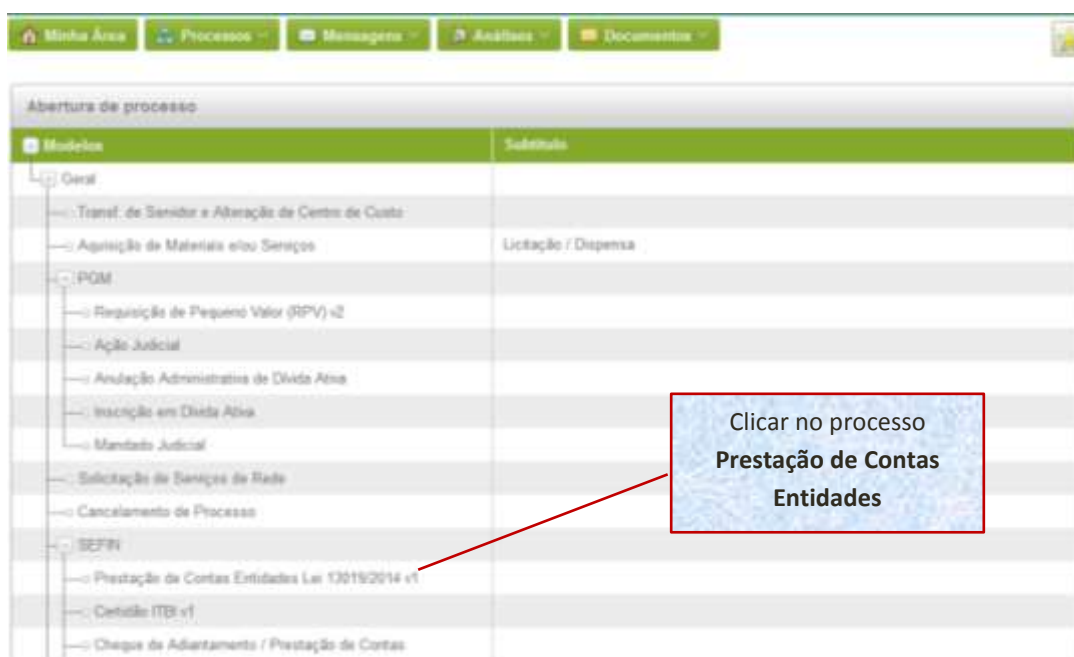 Minha Área Processos Mensagens Análises Documentos
Abertura de processo
Modelos Subtítulo
Geral
Transf. de Servidor e Alteração de Centro de Custo
Aquisição de Materiais e/ou Serviços Licitação / Dispensa
PGM
Requisição de Pequeno Valor (RPV) v2
Ação Judicial
Anulação Administrativa de Dívida Ativa
Inscrição em Dívida Ativa
Mandado Judicial
Solicitação de Serviços de Rede
Cancelamento de Processo
SEFIN
Prestação de Contas Entidades Lei 13019/2014 v1
Certidão ITBI v1
Cheque de Adiantamento / Prestação de Contas
Clicar no processo
Prestação de Contas
Entidades